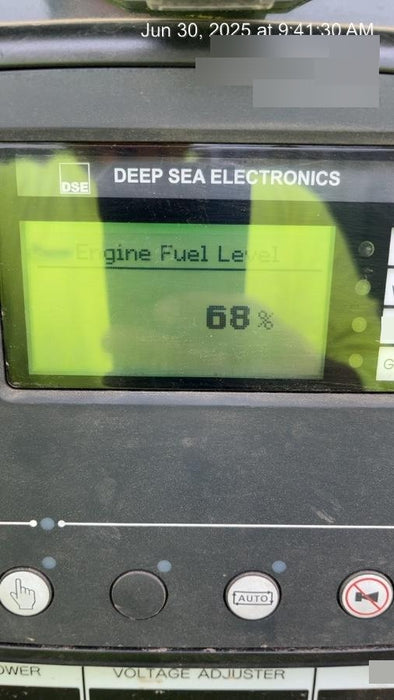 Jun 30, 2025 at 9:41:30 AM
DSE
DEEP SEA ELECTRONICS
Engine Fuel Level
68 %
AUTO
VOLTAGE ADJUSTER